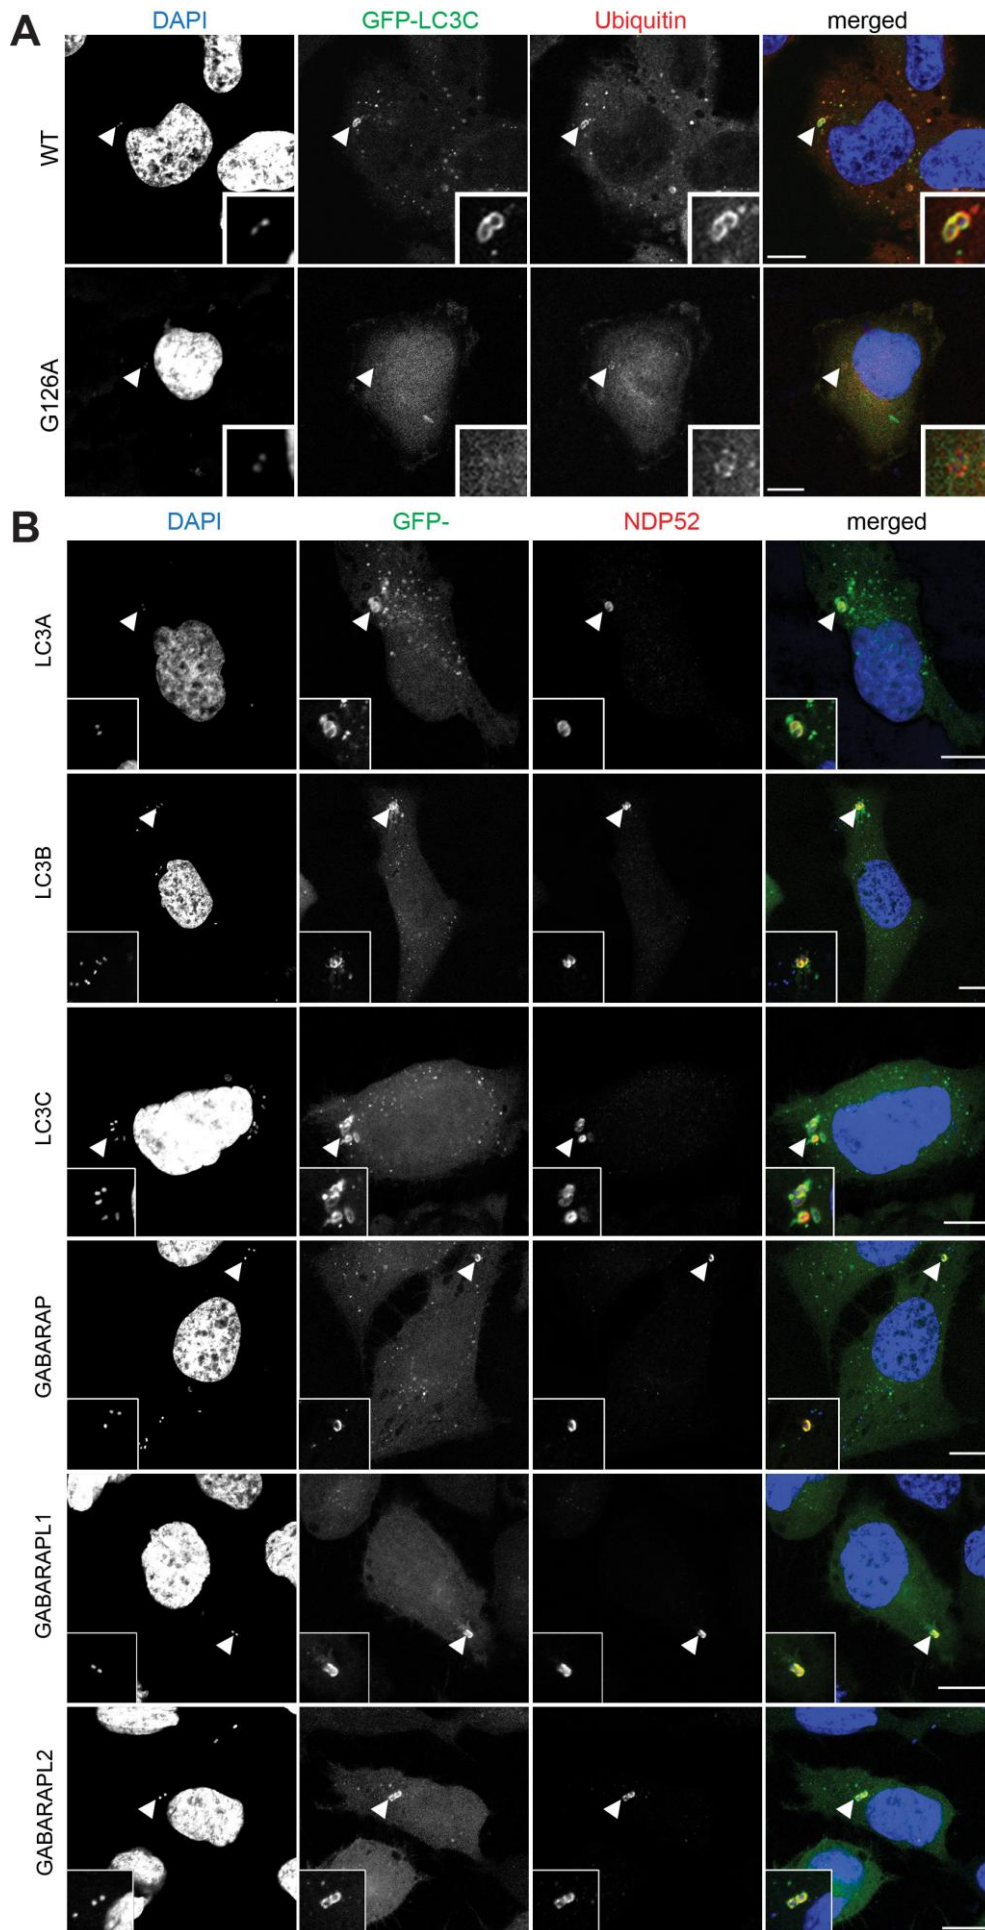 A
DAPI GFP-LC3C Ubiquitin merged
WT
G126A
B
DAPI GFP- NDP52 merged
LC3A
LC3B
LC3C
GABARAP
GABARAPL1
GABARAPL2